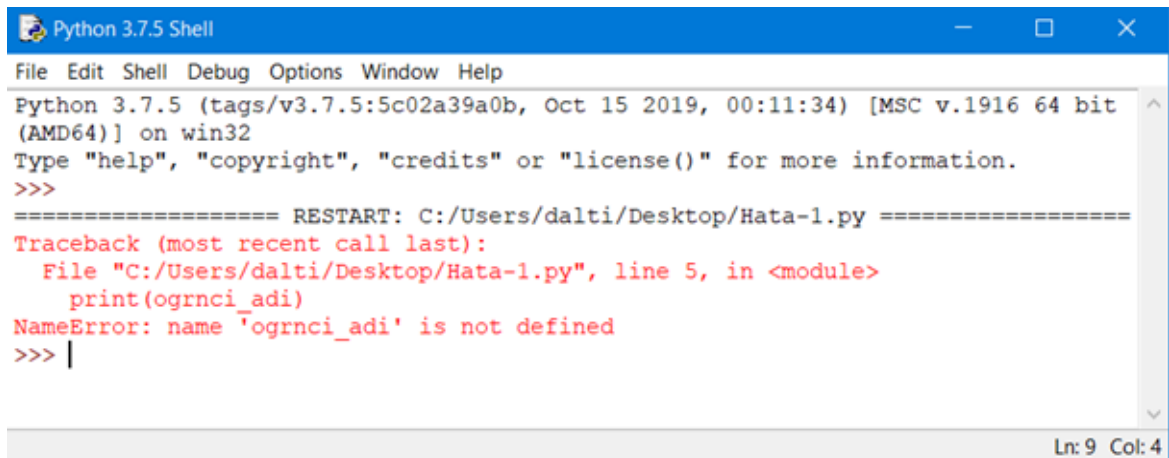 Python 3.7.5 Shell
File Edit Shell Debug Options Window Help
Python 3.7.5 (tags/v3.7.5:5c02a39a0b, Oct 15 2019, 00:11:34) [MSC v.1916 64 bit
(AMD64)] on win32
Type "help", "copyright", "credits" or "license()" for more information.
>>>
=================== RESTART: C:/Users/dalti/Desktop/Hata-1.py ==================
Traceback (most recent call last):
  File "C:/Users/dalti/Desktop/Hata-1.py", line 5, in <module>
    print(ogrnci_adi)
NameError: name 'ogrnci_adi' is not defined
>>>
Ln: 9 Col: 4